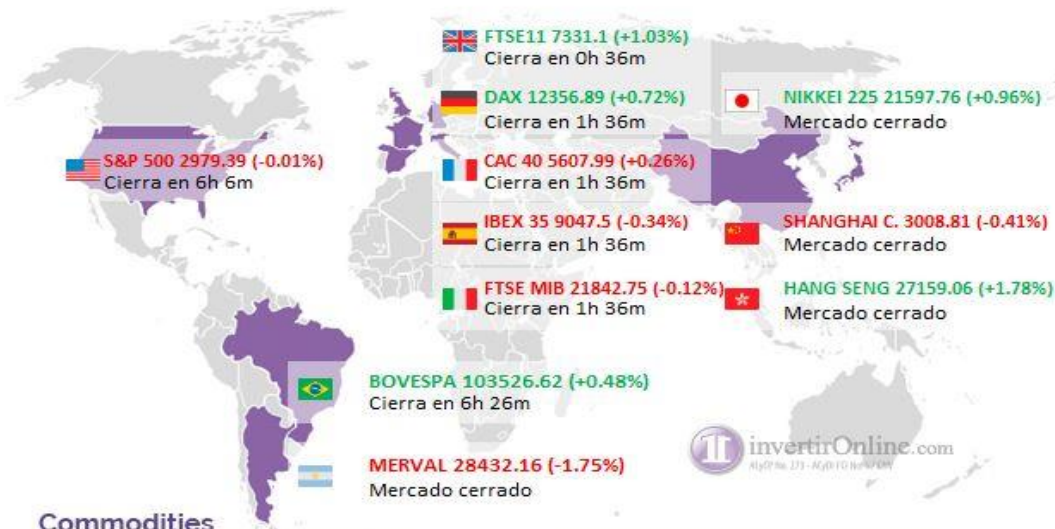 FTSE11 7331.1 (+1.03%)
Cierra en 0h 36m
DAX 12356.89 (+0.72%)
Cierra en 1h 36m
NIKKEI 225 21597.76 (+0.96%)
Mercado cerrado
S&P 500 2979.39 (-0.01%)
Cierra en 6h 6m
CAC 40 5607.99 (+0.26%)
Cierra en 1h 36m
IBEX 35 9047.5 (-0.34%)
Cierra en 1h 36m
SHANGHAI C. 3008.81 (-0.41%)
Mercado cerrado
FTSE MIB 21842.75 (-0.12%)
Cierra en 1h 36m
HANG SENG 27159.06 (+1.78%)
Mercado cerrado
BOVESPA 103526.62 (+0.48%)
Cierra en 6h 26m
invertirOnline.com
MERVAL 28432.16 (-1.75%)
Mercado cerrado
Commodities